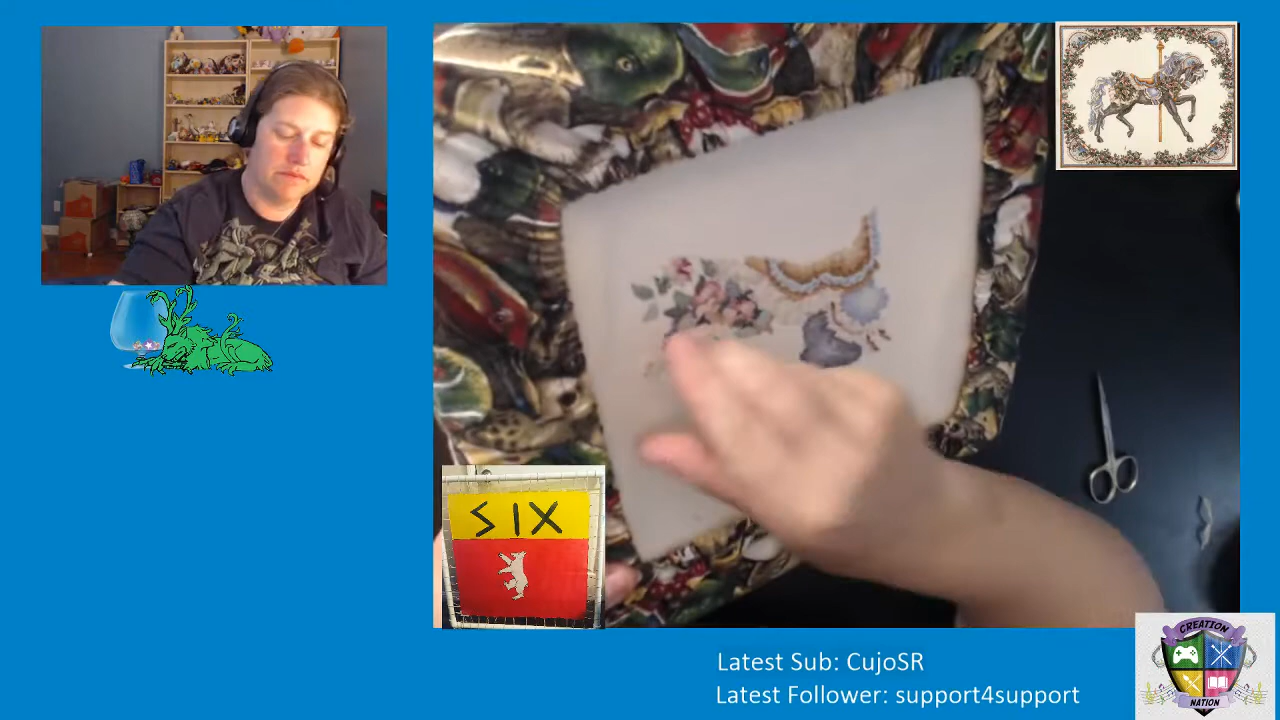 SIX
Latest Sub: CujoSR
Latest Follower: support4support
CREATION
NATION